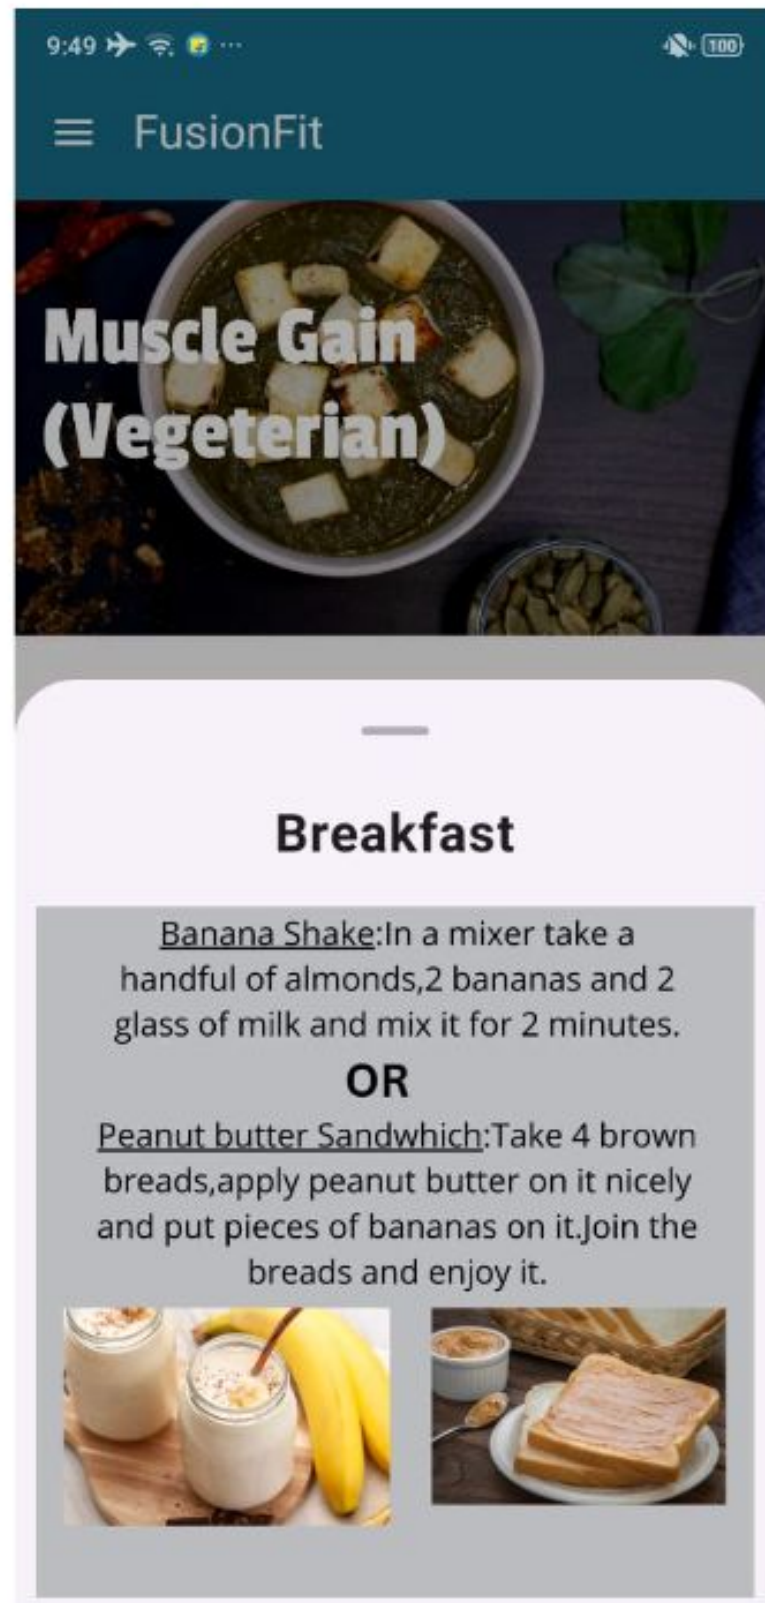 9:49
100
FusionFit
Muscle Gain
(Vegeterian)
Breakfast
Banana Shake:In a mixer take a
handful of almonds,2 bananas and 2
glass of milk and mix it for 2 minutes.
OR
Peanut butter Sandwhich:Take 4 brown
breads,apply peanut butter on it nicely
and put pieces of bananas on it.Join the
breads and enjoy it.